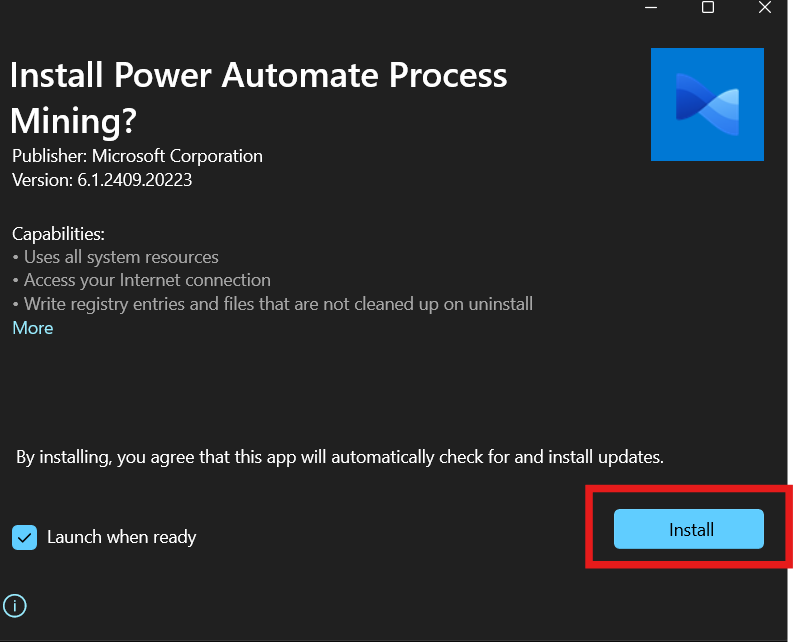 Install Power Automate Process
Mining?
Publisher: Microsoft Corporation
Version: 6.1.2409.20223
Capabilities:
• Uses all system resources
• Access your Internet connection
• Write registry entries and files that are not cleaned up on uninstall
More
By installing, you agree that this app will automatically check for and install updates.
Launch when ready
Install